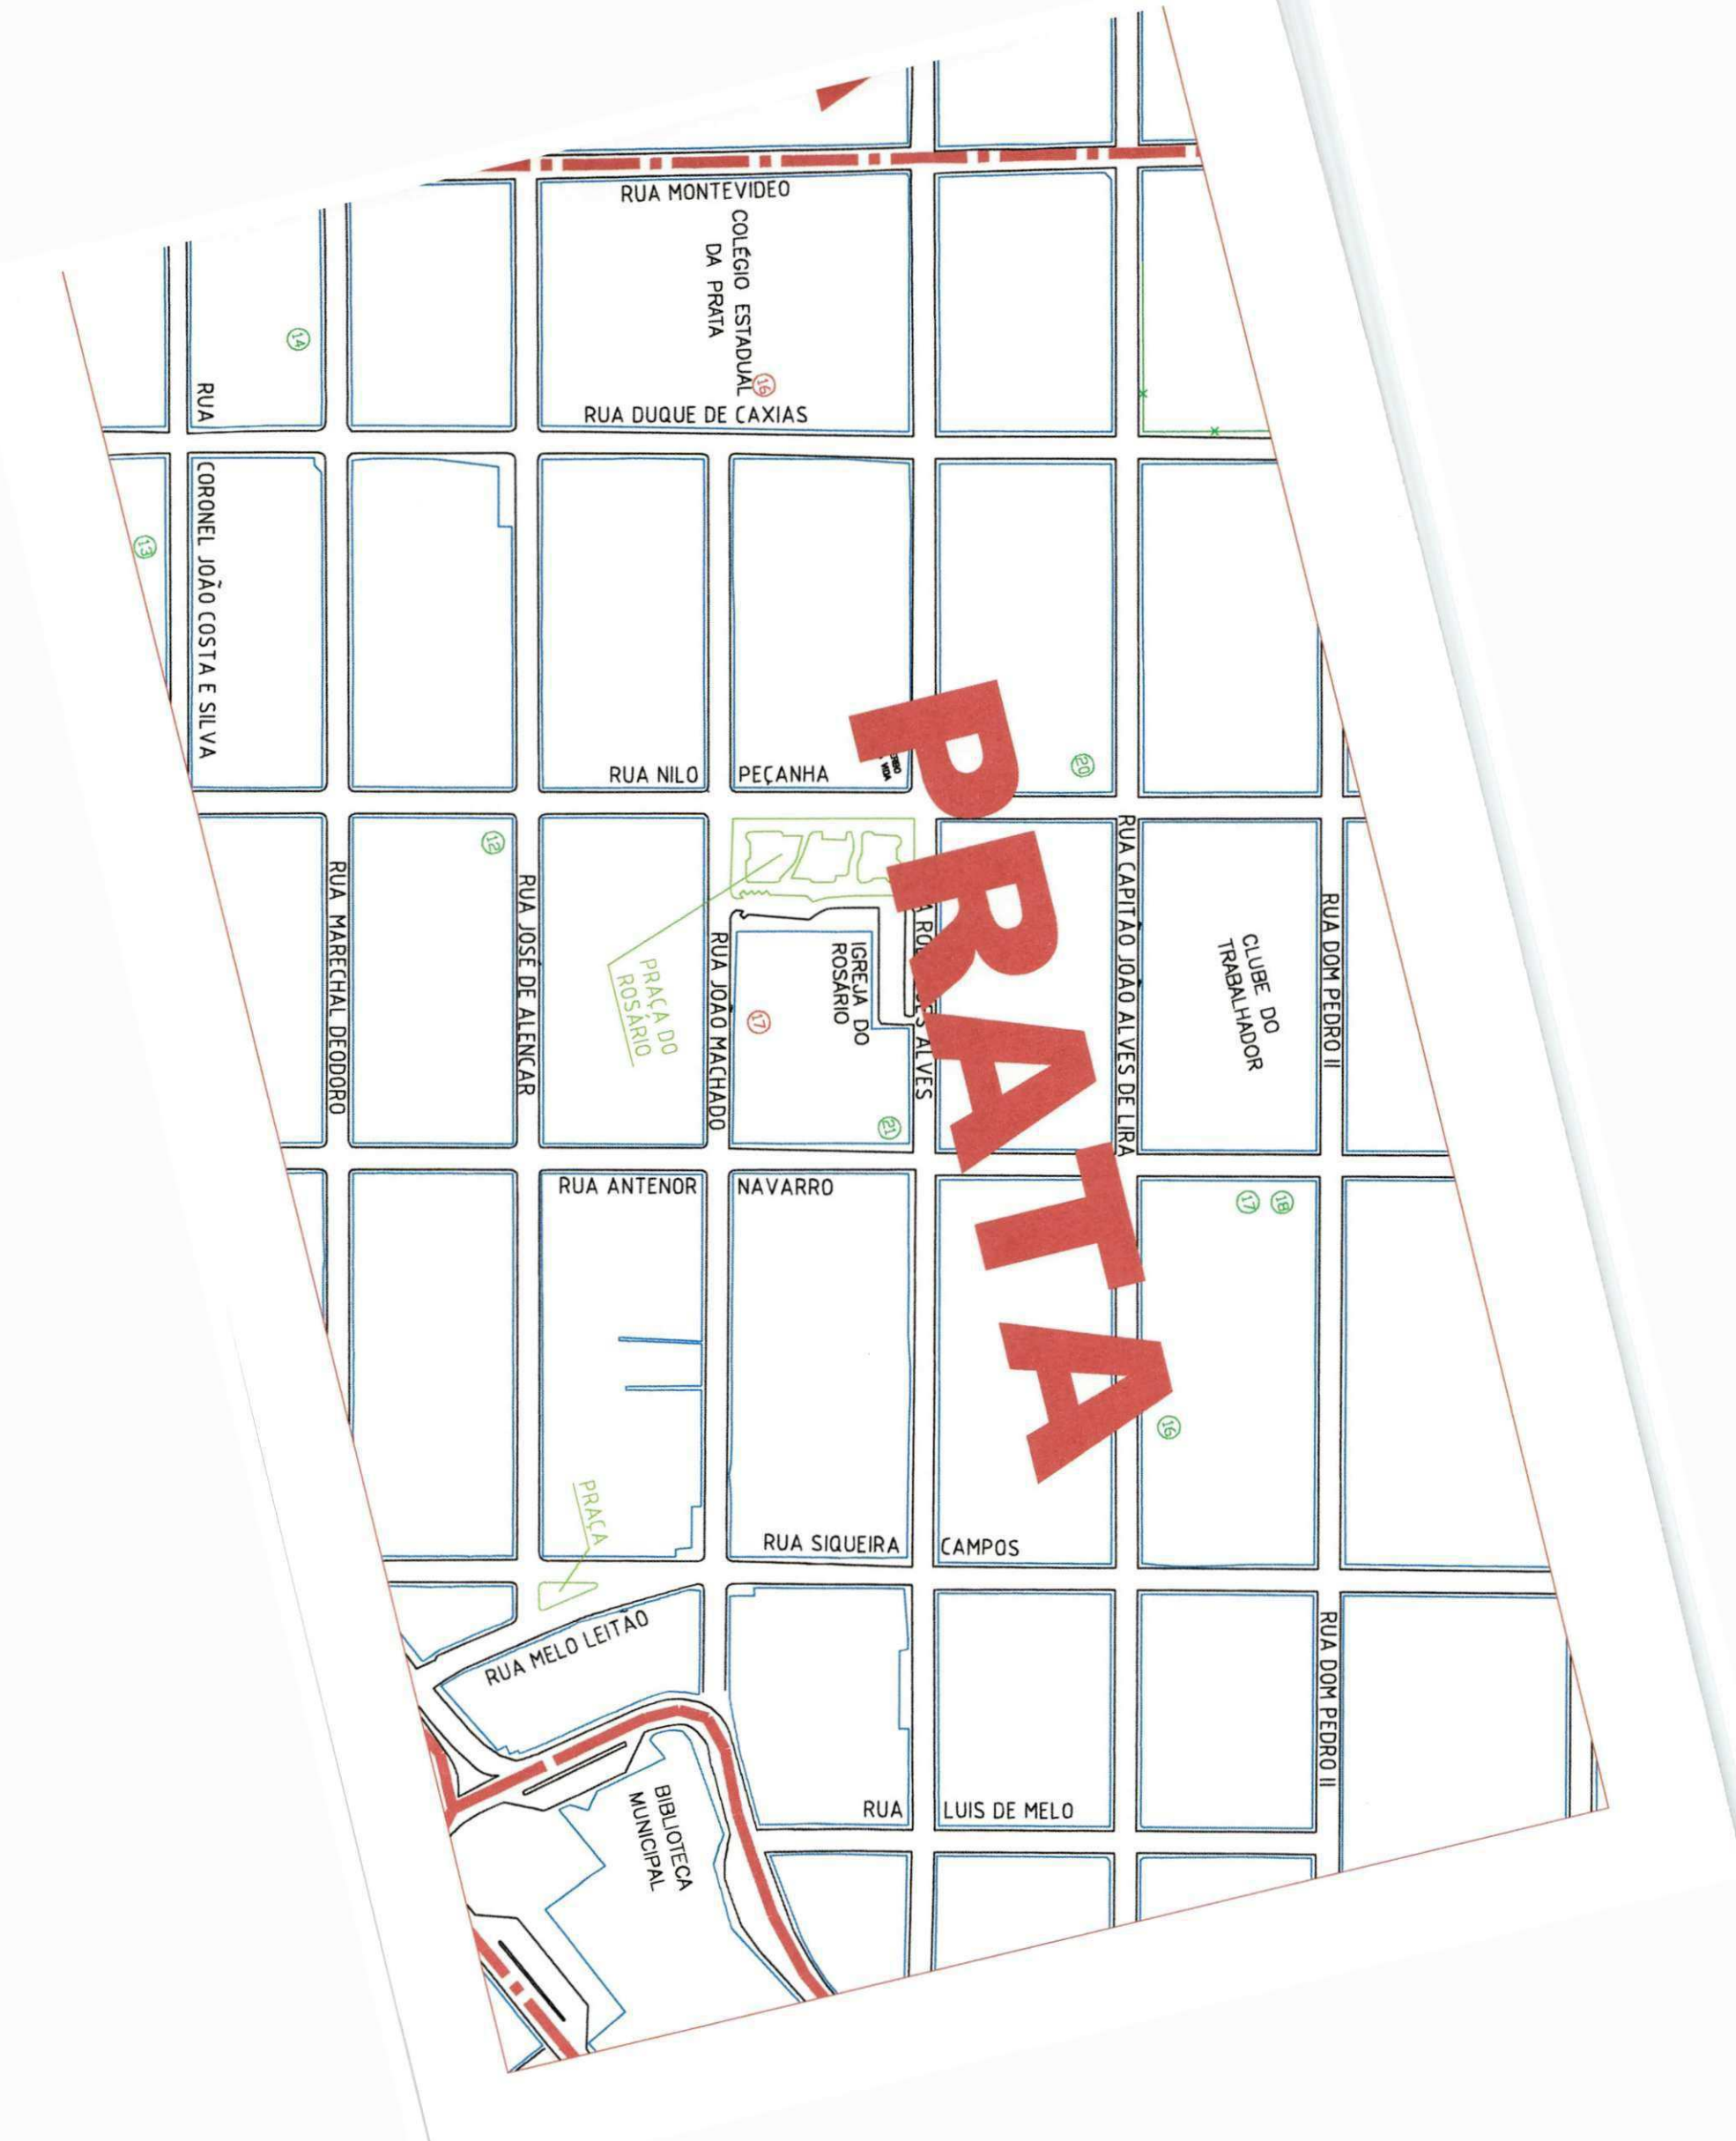 RUA MONTEVIDEO
COLÉGIO ESTADUAL
DA PRATA
16
RUA DUQUE DE CAXIAS
14
RUA
CORONEL JOÃO COSTA E SILVA
13
RUA NILO
PEÇANHA
20
PRATA
12
RUA MARECHAL DEODORO
RUA JOSÉ DE ALENCAR
PRAÇA DO
ROSÁRIO
RUA JOÃO MACHADO
17
IGREJA DO
ROSÁRIO
21
ALVES
RUA CAPITÃO JOÃO ALVES DE LIRA
CLUBE DO
TRABALHADOR
RUA DOM PEDRO II
RUA ANTENOR
NAVARRO
17
18
16
PRAÇA
RUA SIQUEIRA
CAMPOS
RUA MELO LEITÃO
RUA DOM PEDRO II
BIBLIOTECA
MUNICIPAL
RUA
LUIS DE MELO